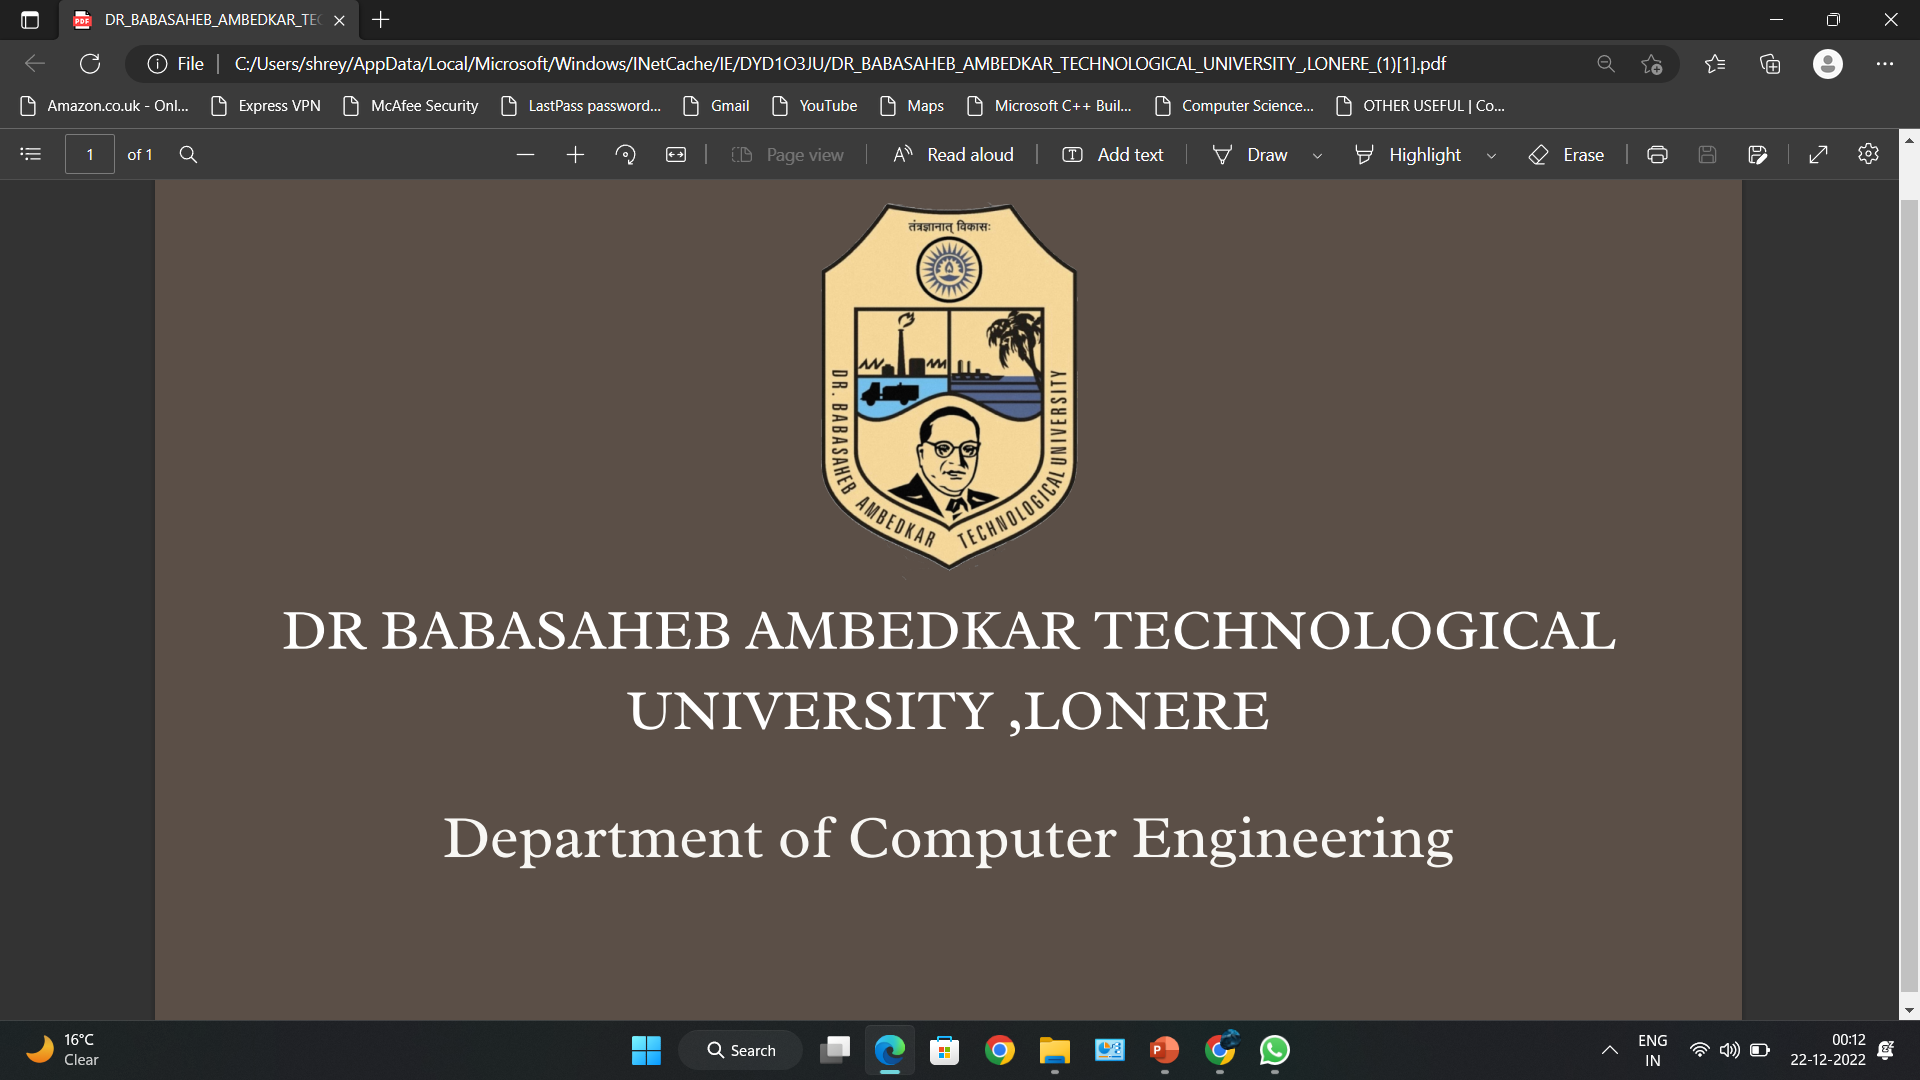 DR_BABASAHEB_AMBEDKAR_TEC
File
C:/Users/shrey/AppData/Local/Microsoft/Windows/INetCache/IE/DYD1O3JU/DR_BABASAHEB_AMBEDKAR_TECHNOLOGICAL_UNIVERSITY_,LONERE_(1)[1].pdf
Amazon.co.uk - Onl... Express VPN McAfee Security LastPass password... Gmail YouTube Maps Microsoft C++ Buil... Computer Science... OTHER USEFUL | Co...
1 of 1 Page view Read aloud Add text Draw Highlight Erase
तंत्रज्ञानात् विकासः
DR. BABASAHEB AMBEDKAR TECHNOLOGICAL UNIVERSITY
DR BABASAHEB AMBEDKAR TECHNOLOGICAL
UNIVERSITY ,LONERE
Department of Computer Engineering
16°C
Clear
Search
ENG
IN
00:12
22-12-2022